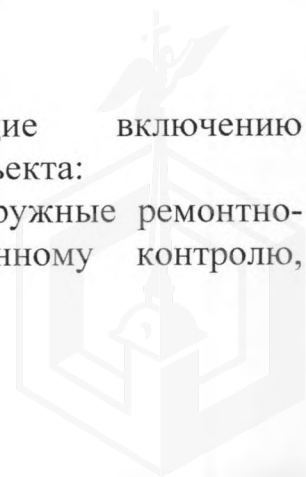 щие включению
ъекта:
ружные ремонтно-
нному контролю,